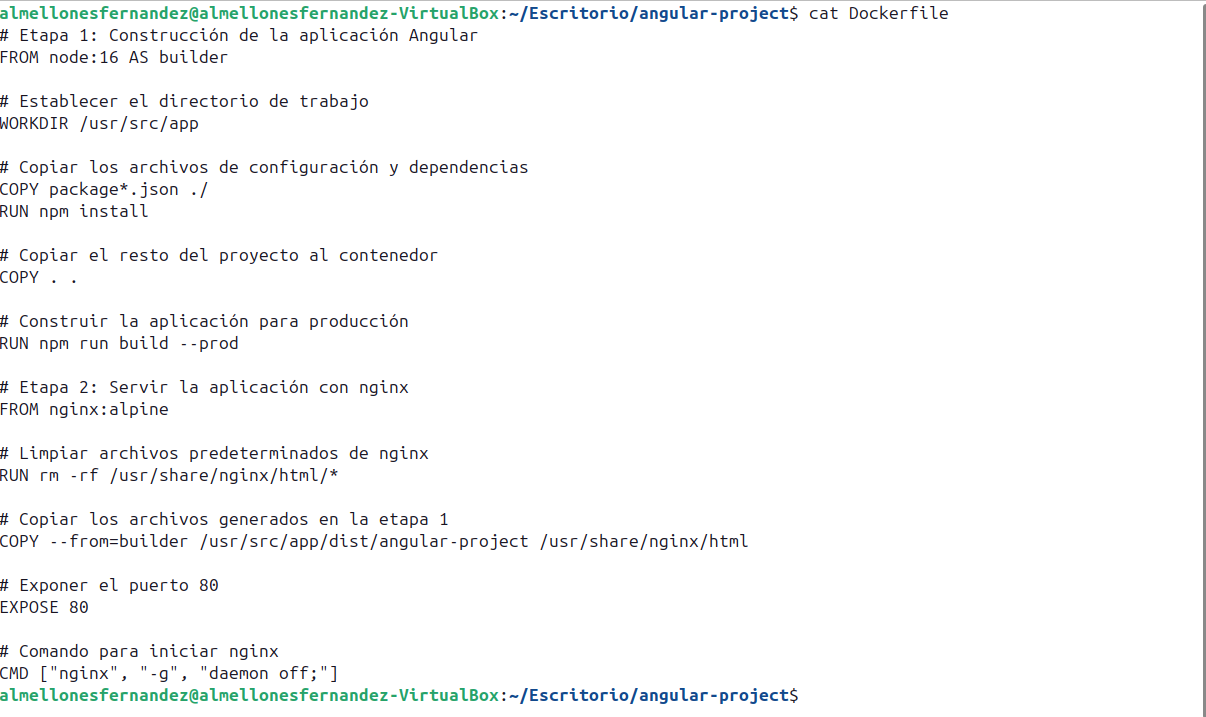 almellonesfernandez@almellonesfernandez-VirtualBox:~/Escritorio/angular-project$ cat Dockerfile
# Etapa 1: Construcción de la aplicación Angular
FROM node:16 AS builder
# Establecer el directorio de trabajo
WORKDIR /usr/src/app
# Copiar los archivos de configuración y dependencias
COPY package*.json ./
RUN npm install
# Copiar el resto del proyecto al contenedor
COPY . .
# Construir la aplicación para producción
RUN npm run build --prod
# Etapa 2: Servir la aplicación con nginx
FROM nginx:alpine
# Limpiar archivos predeterminados de nginx
RUN rm -rf /usr/share/nginx/html/*
# Copiar los archivos generados en la etapa 1
COPY --from=builder /usr/src/app/dist/angular-project /usr/share/nginx/html
# Exponer el puerto 80
EXPOSE 80
# Comando para iniciar nginx
CMD ["nginx", "-g", "daemon off;"]
almellonesfernandez@almellonesfernandez-VirtualBox:~/Escritorio/angular-project$